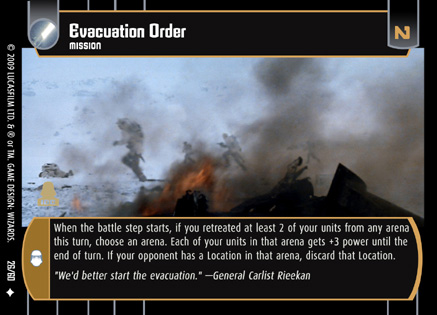 Evacuation Order
MISSION
N
© 2009 LUCASFILM LTD. & ® or TM. GAME DESIGN: WIZARDS.
26/60
When the battle step starts, if you retreated at least 2 of your units from any arena
this turn, choose an arena. Each of your units in that arena gets +3 power until the
end of turn. If your opponent has a Location in that arena, discard that Location.
"We'd better start the evacuation." —General Carlist Rieekan